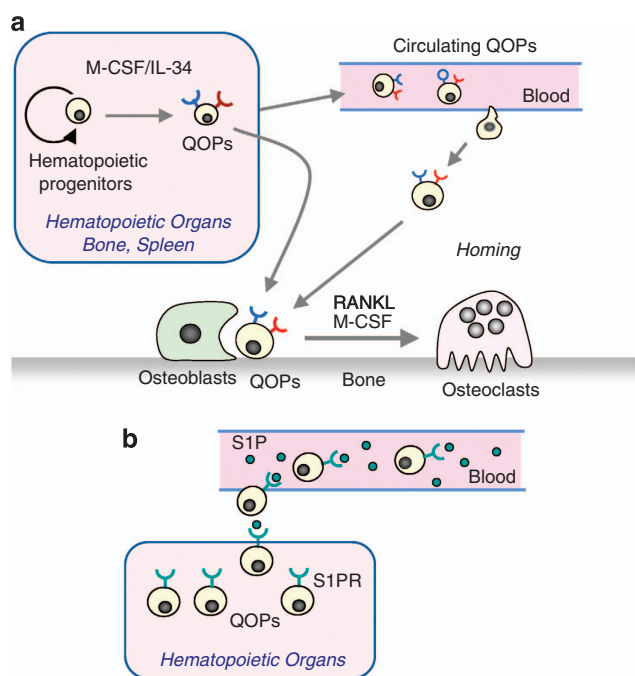 a
M-CSF/IL-34
QOPs
Hematopoietic
progenitors
Hematopoietic Organs
Bone, Spleen
Circulating QOPs
Blood
Homing
RANKL
M-CSF
Osteoblasts
QOPs
Bone
Osteoclasts
b
S1P
Blood
S1PR
QOPs
Hematopoietic Organs